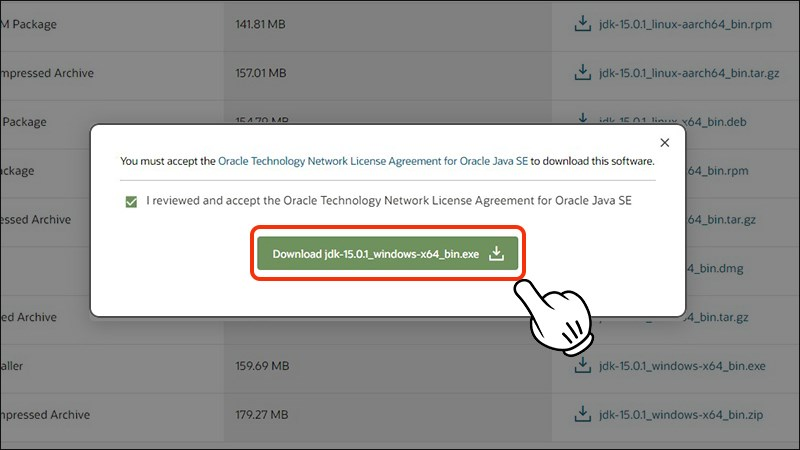 M Package 141.81 MB jdk-15.0.1_linux-aarch64_bin.rpm
mpressed Archive 157.01 MB jdk-15.0.1_linux-aarch64_bin.tar.gz
Package 154.79 MB jdk-15.0.1_linux-x64_bin.deb
You must accept the Oracle Technology Network License Agreement for Oracle Java SE to download this software.
ackage _bin.rpm
I reviewed and accept the Oracle Technology Network License Agreement for Oracle Java SE
mpressed Archive 4_bin.tar.gz
Download jdk-15.0.1_windows-x64_bin.exe
_bin.dmg
ed Archive 4_bin.tar.gz
aller 159.69 MB jdk-15.0.1_windows-x64_bin.exe
mpressed Archive 179.27 MB jdk-15.0.1_windows-x64_bin.zip